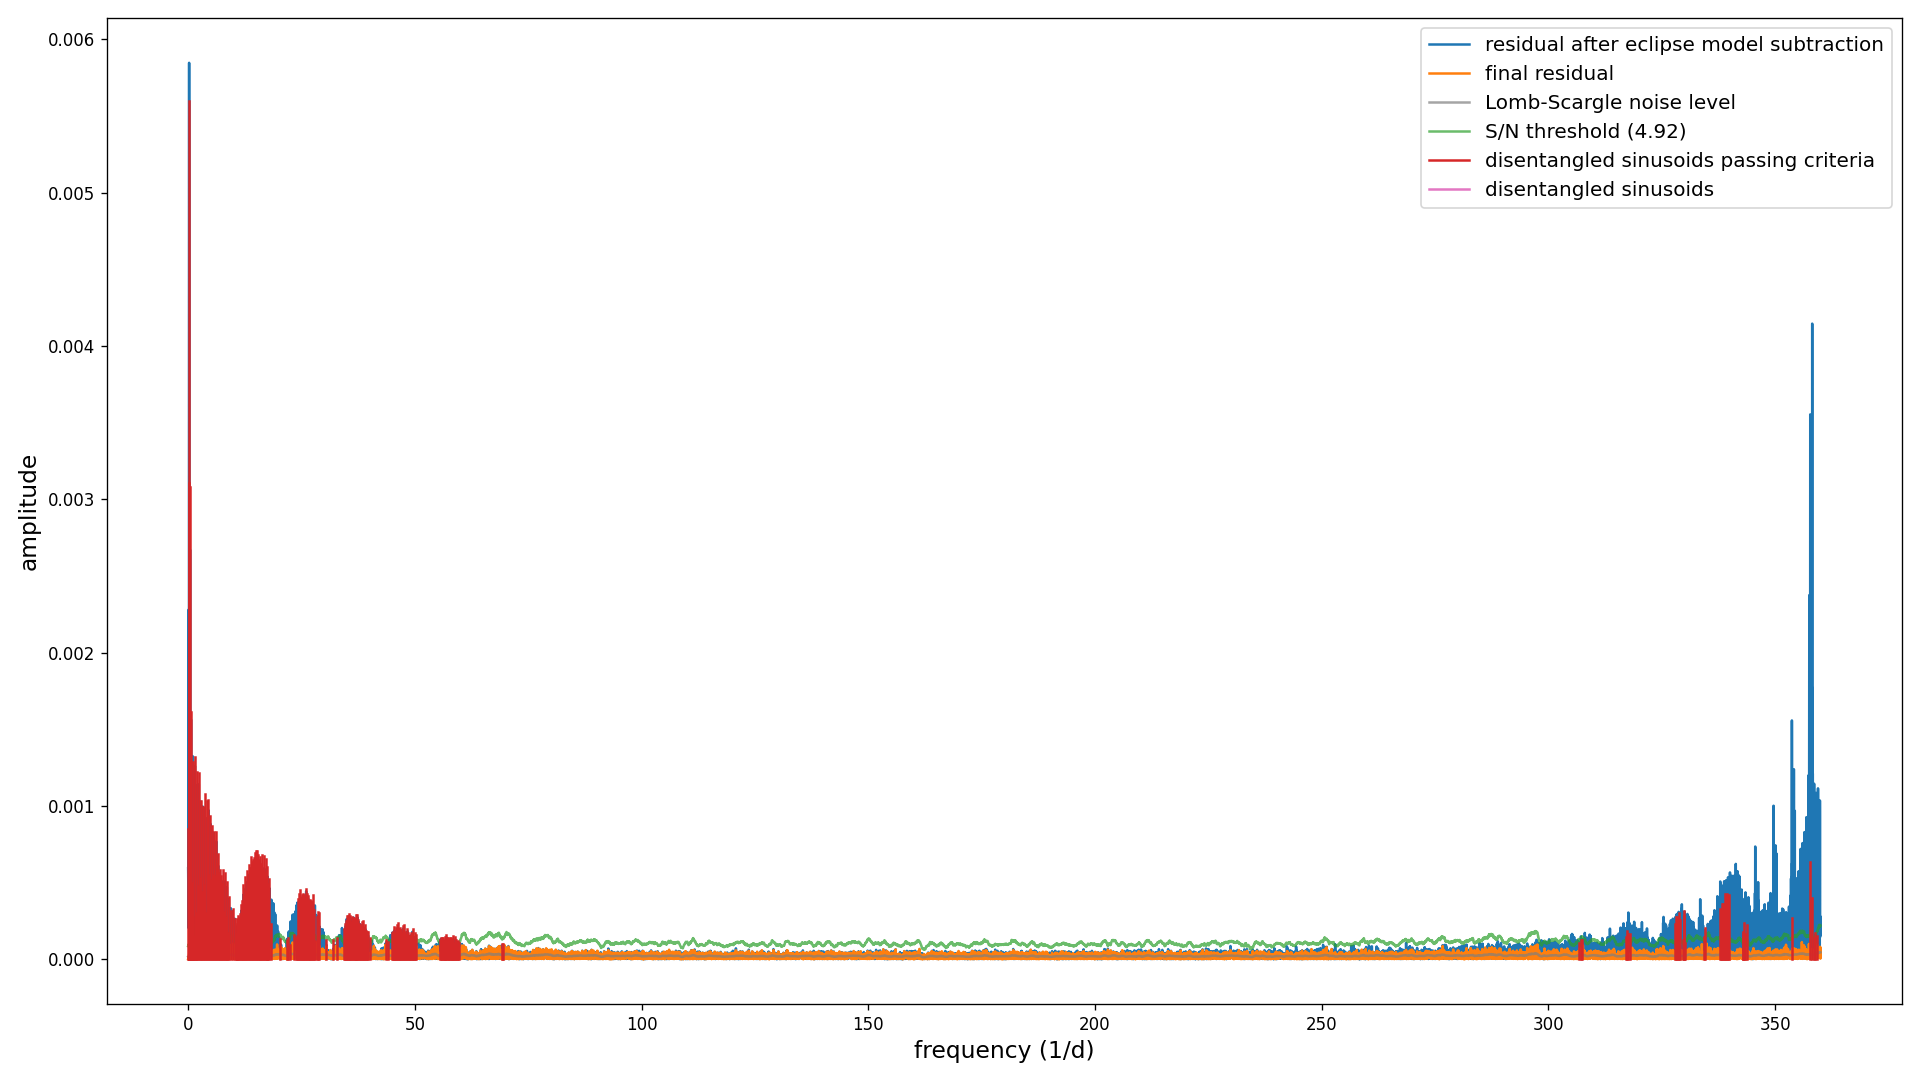 residual after eclipse model subtraction
final residual
Lomb-Scargle noise level
S/N threshold (4.92)
disentangled sinusoids passing criteria
disentangled sinusoids
0.006
0.005
0.004
0.003
0.002
0.001
0.000
amplitude
0 50 100 150 200 250 300 350
frequency (1/d)